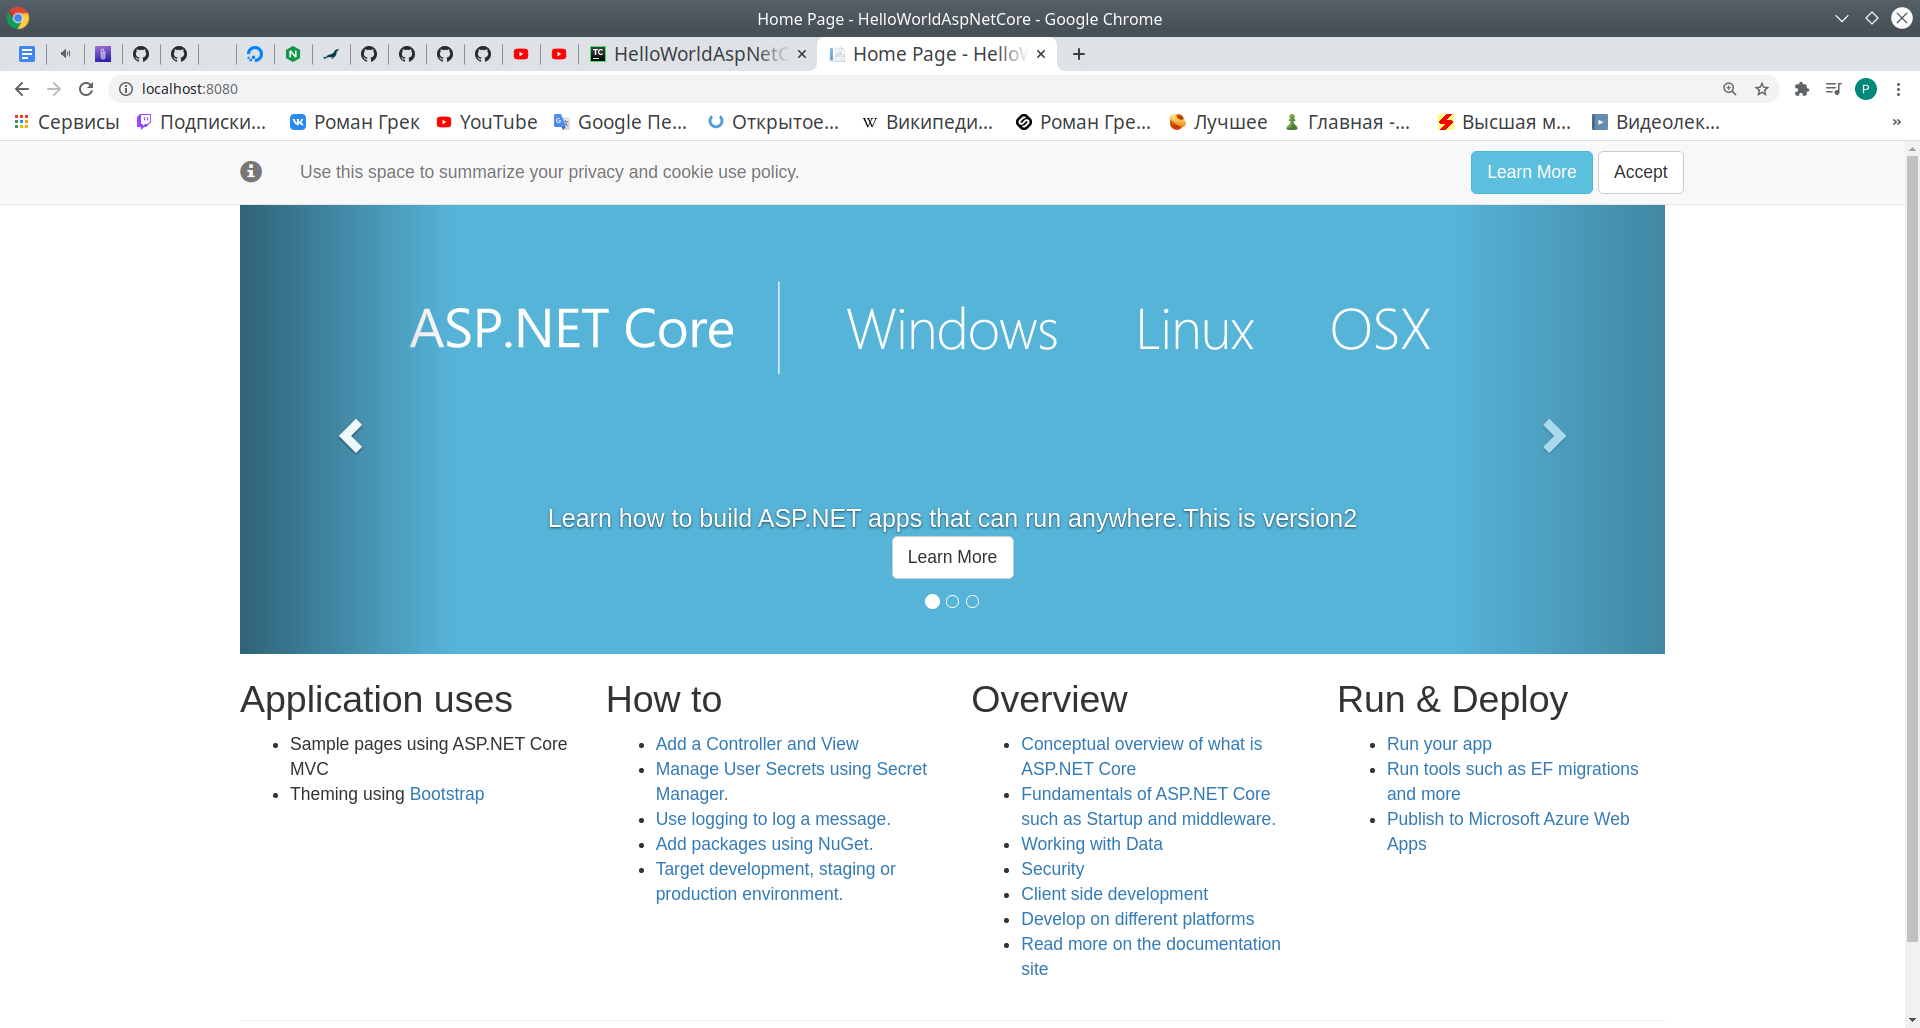 Home Page - HelloWorldAspNetCore - Google Chrome
TC HelloWorldAspNetC
Home Page - HelloW
localhost:8080
P
Сервисы
Подписки...
Роман Грек
YouTube
Google Пе...
Открытое...
W Википеди...
Роман Гре...
Лучшее
Главная -...
Высшая м...
Видеолек...
»
Use this space to summarize your privacy and cookie use policy.
Learn More
Accept
ASP.NET Core
Windows
Linux
OSX
Learn how to build ASP.NET apps that can run anywhere.This is version2
Learn More
Application uses
Sample pages using ASP.NET Core
MVC
Theming using Bootstrap
How to
Add a Controller and View
Manage User Secrets using Secret
Manager.
Use logging to log a message.
Add packages using NuGet.
Target development, staging or
production environment.
Overview
Conceptual overview of what is
ASP.NET Core
Fundamentals of ASP.NET Core
such as Startup and middleware.
Working with Data
Security
Client side development
Develop on different platforms
Read more on the documentation
site
Run & Deploy
Run your app
Run tools such as EF migrations
and more
Publish to Microsoft Azure Web
Apps